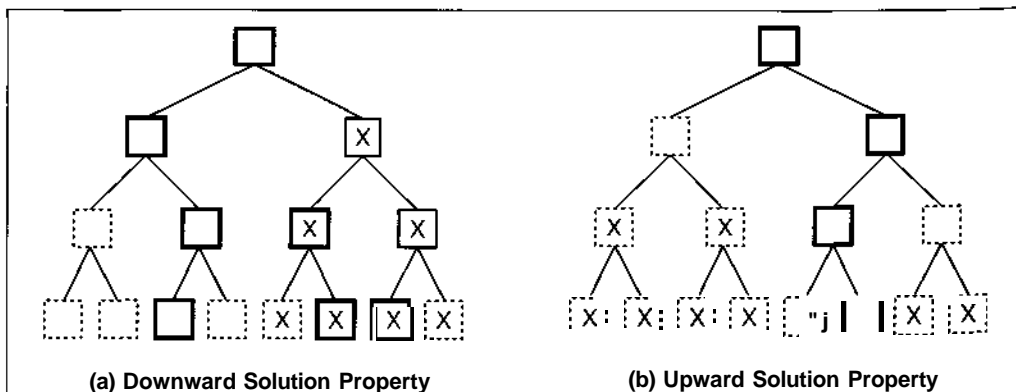 X
X X X X
X X X X X X X X X X
(a) Downward Solution Property (b) Upward Solution Property